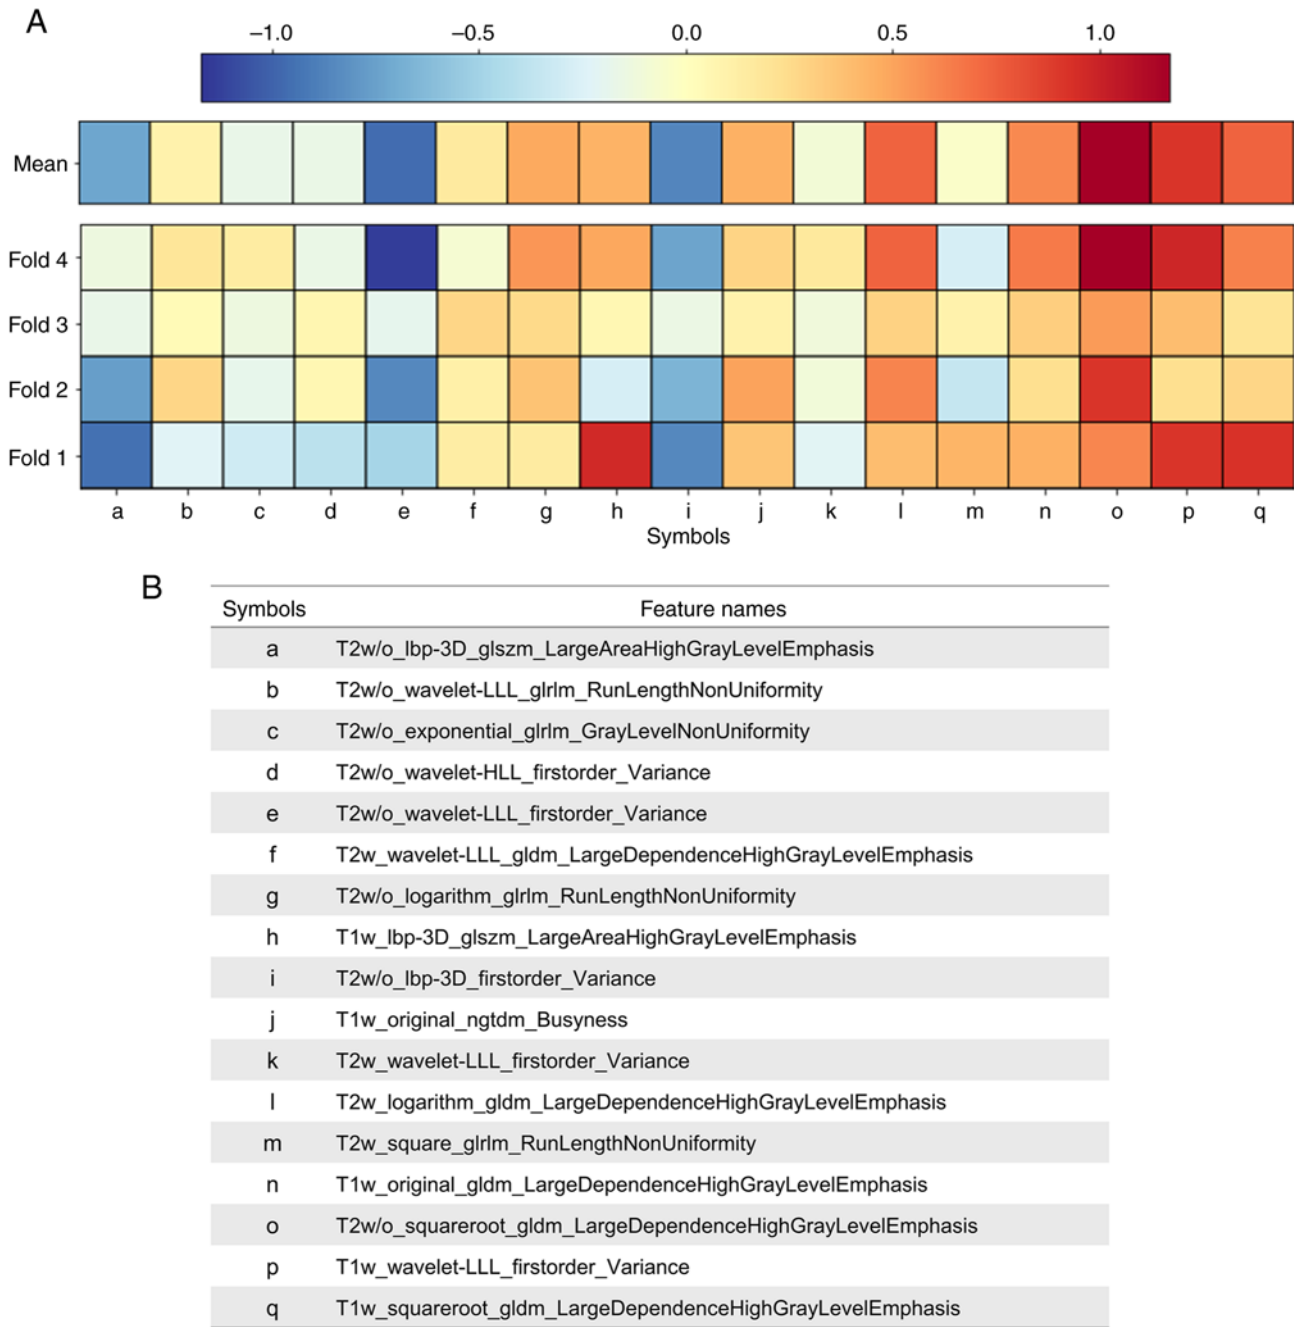 A
−1.0 −0.5 0.0 0.5 1.0
Mean
Fold 4
Fold 3
Fold 2
Fold 1
a b c d e f g h i j k l m n o p q
Symbols
B
Symbols Feature names
a T2w/o_lbp-3D_glszm_LargeAreaHighGrayLevelEmphasis
b T2w/o_wavelet-LLL_glrlm_RunLengthNonUniformity
c T2w/o_exponential_glrlm_GrayLevelNonUniformity
d T2w/o_wavelet-HLL_firstorder_Variance
e T2w/o_wavelet-LLL_firstorder_Variance
f T2w_wavelet-LLL_gldm_LargeDependenceHighGrayLevelEmphasis
g T2w/o_logarithm_glrlm_RunLengthNonUniformity
h T1w_lbp-3D_glszm_LargeAreaHighGrayLevelEmphasis
i T2w/o_lbp-3D_firstorder_Variance
j T1w_original_ngtdm_Busyness
k T2w_wavelet-LLL_firstorder_Variance
l T2w_logarithm_gldm_LargeDependenceHighGrayLevelEmphasis
m T2w_square_glrlm_RunLengthNonUniformity
n T1w_original_gldm_LargeDependenceHighGrayLevelEmphasis
o T2w/o_squareroot_gldm_LargeDependenceHighGrayLevelEmphasis
p T1w_wavelet-LLL_firstorder_Variance
q T1w_squareroot_gldm_LargeDependenceHighGrayLevelEmphasis